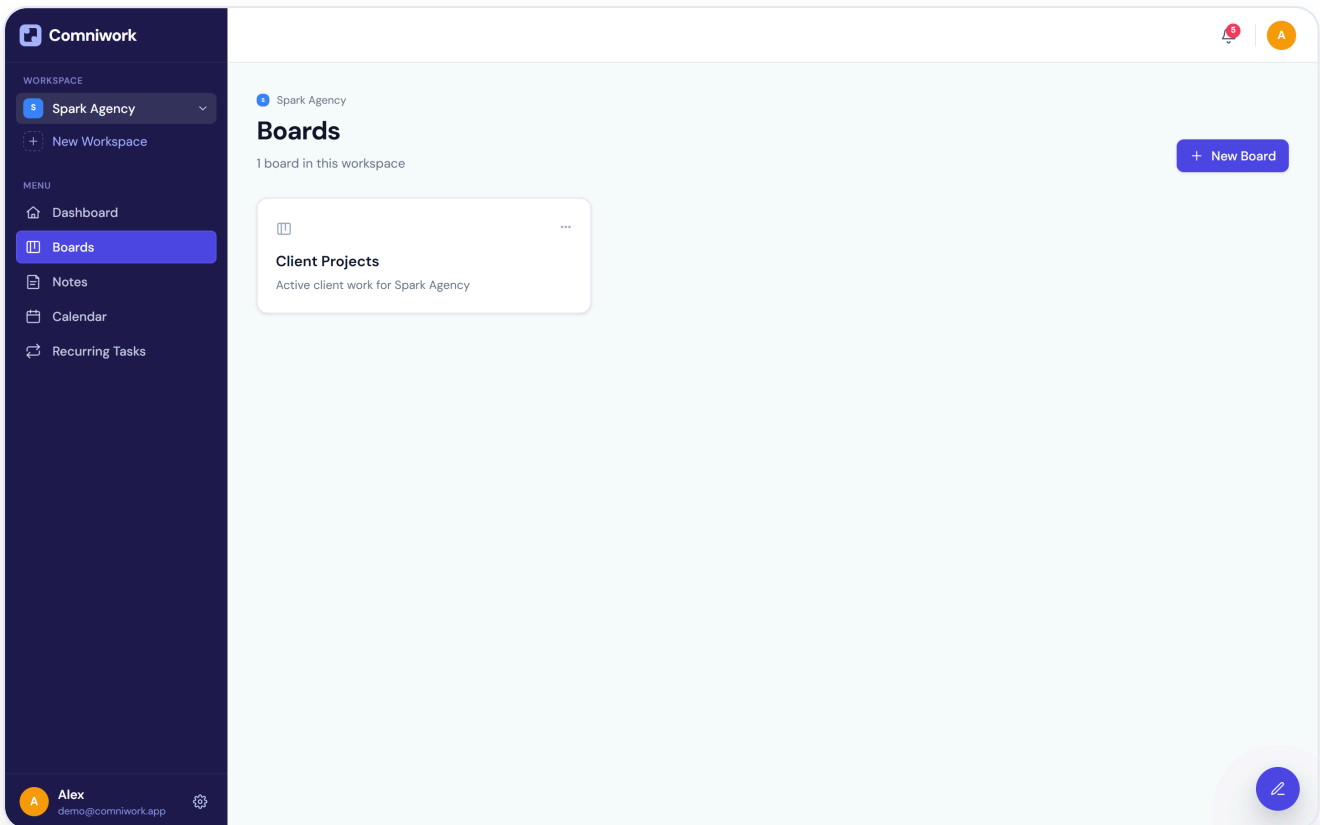 Comniwork
5
A
WORKSPACE
S Spark Agency
New Workspace
MENU
Dashboard
Boards
Notes
Calendar
Recurring Tasks
A
Alex
demo@comniwork.app
S Spark Agency
Boards
1 board in this workspace
+ New Board
Client Projects
Active client work for Spark Agency